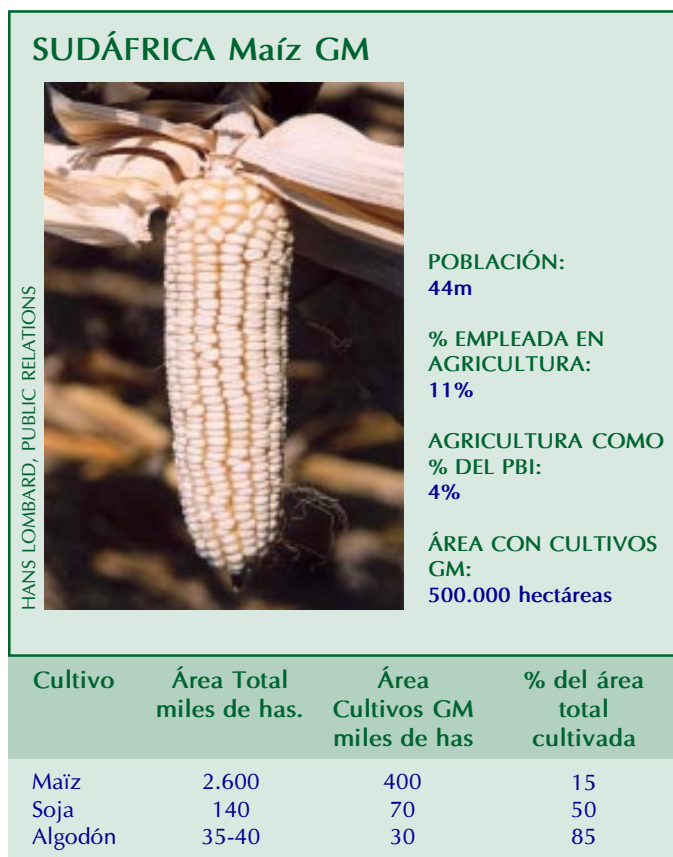 SUDÁFRICA Maíz GM
HANS LOMBARD, PUBLIC RELATIONS
POBLACIÓN:
44m
% EMPLEADA EN
AGRICULTURA:
11%
AGRICULTURA COMO
% DEL PBI:
4%
ÁREA CON CULTIVOS
GM:
500.000 hectáreas
Cultivo Área Total miles de has. Área Cultivos GM miles de has % del área total cultivada
Maïz 2.600 400 15
Soja 140 70 50
Algodón 35-40 30 85